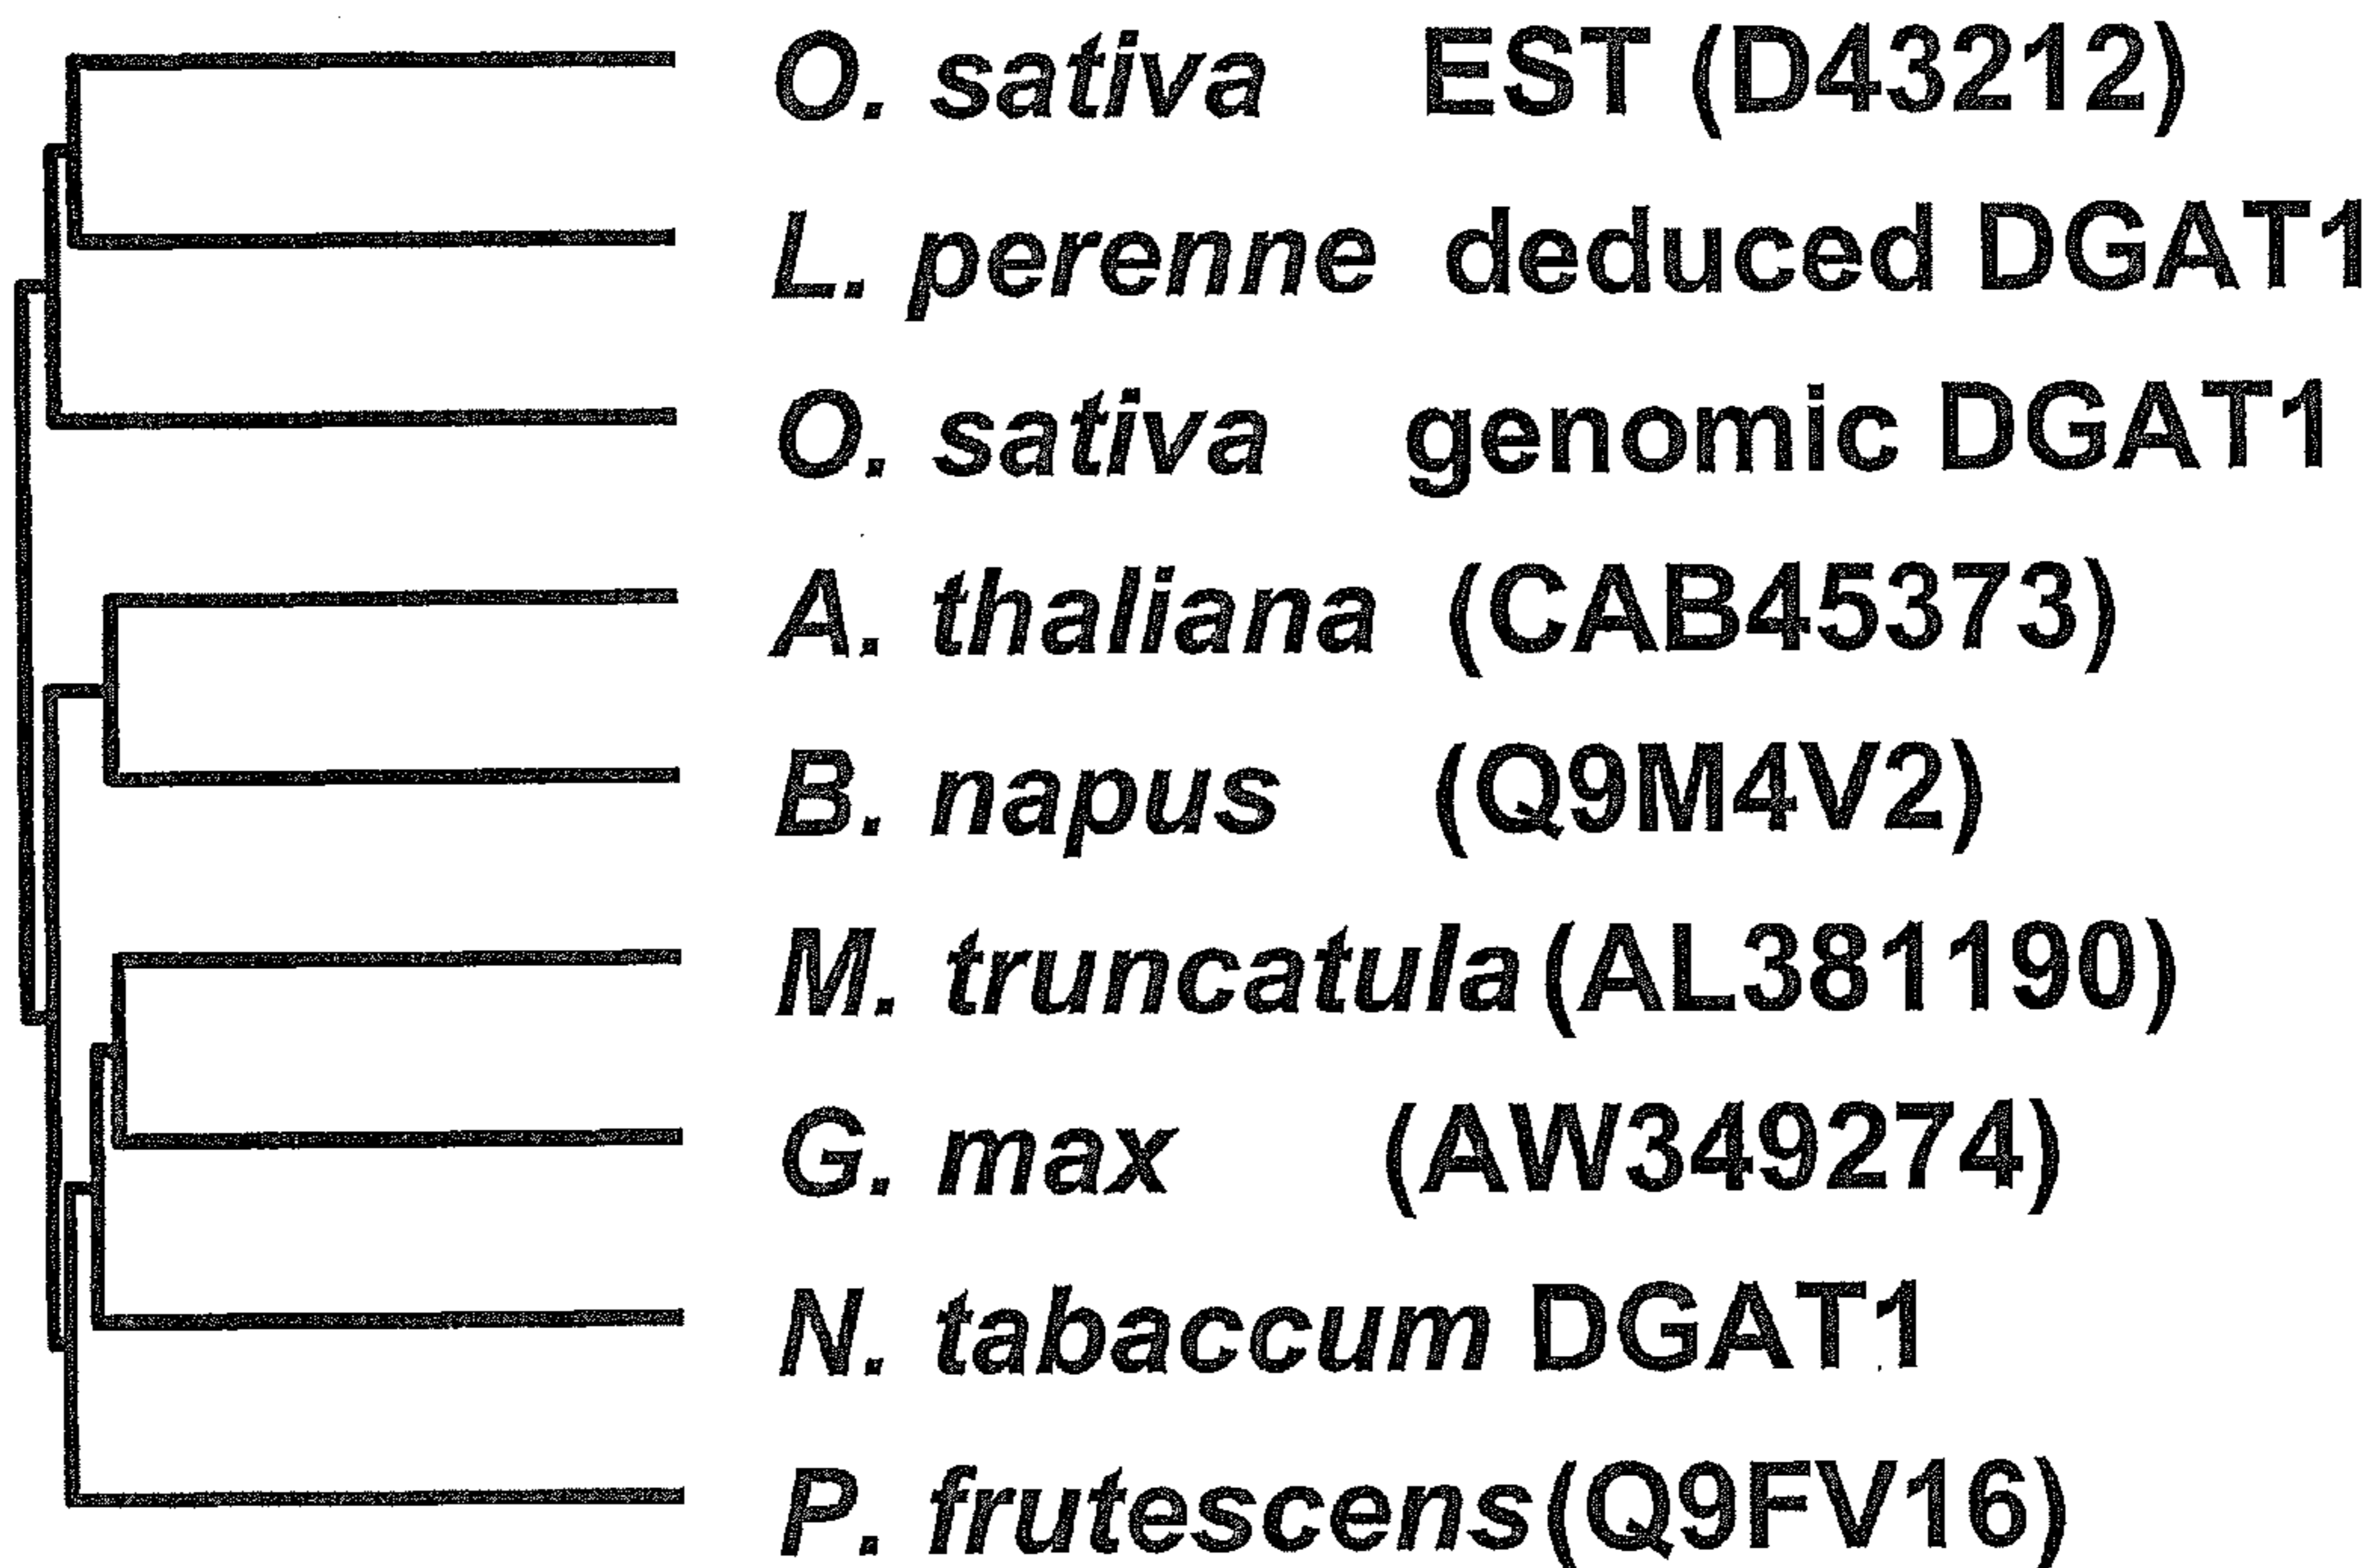 O. sativa EST (D43212)
L. perenne deduced DGAT1
O. sativa genomic DGAT1
A. thaliana (CAB45373)
B. napus (Q9M4V2)
M. truncatula (AL381190)
G. max (AW349274)
N. tabaccum DGAT1
P. frutescens (Q9FV16)